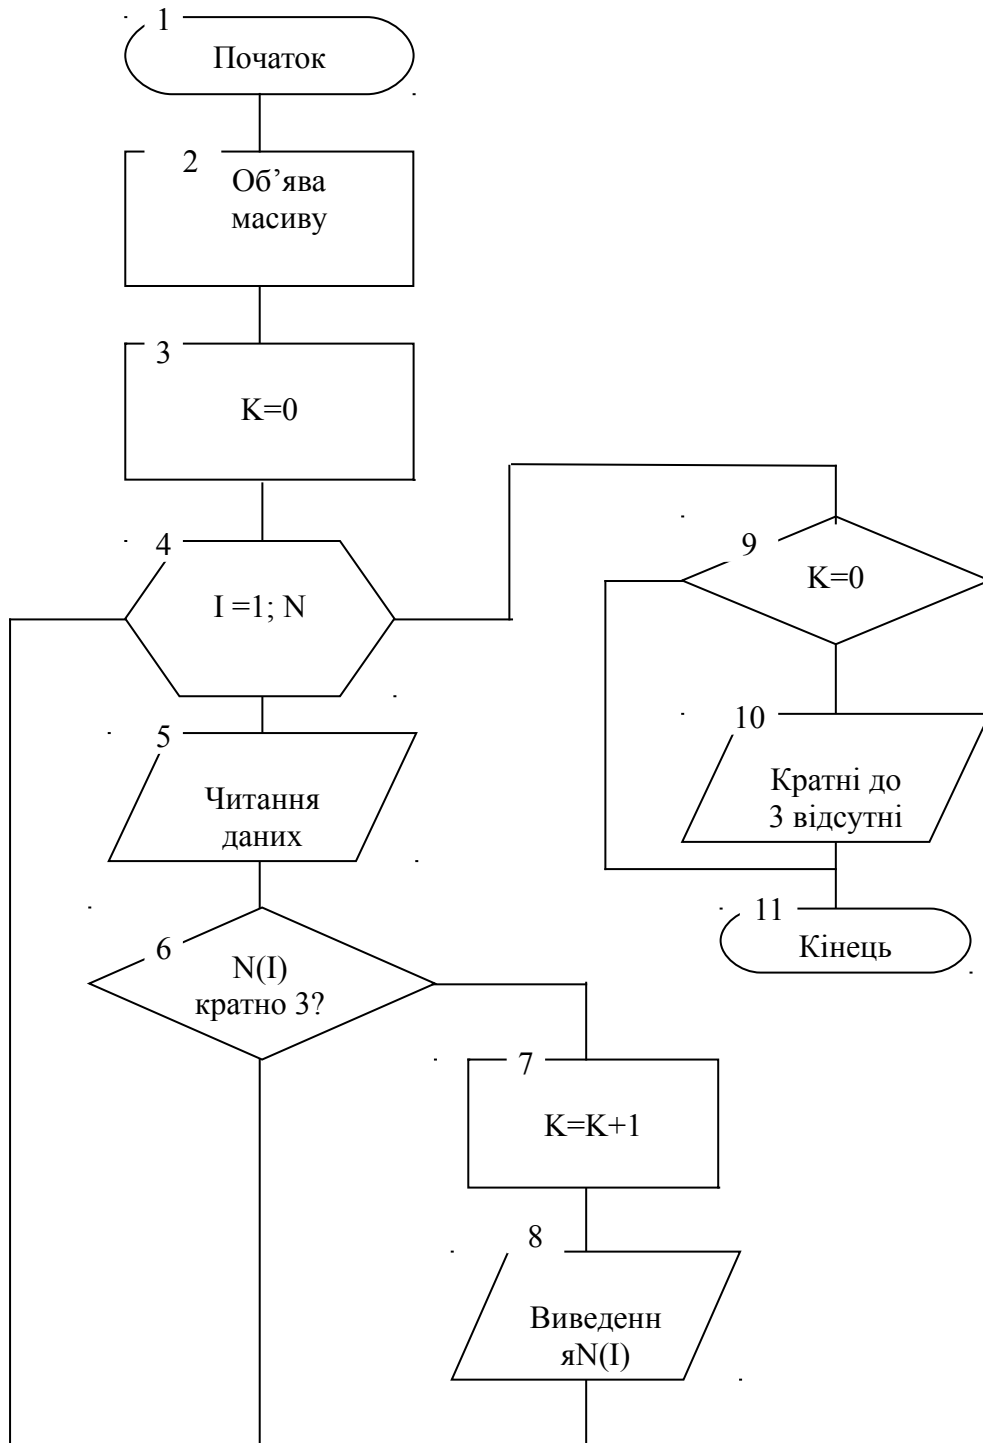 1
Початок
2
Об’ява
масиву
3
K=0
4
I =1; N
5
Читання
даних
6
N(I)
кратно 3?
7
K=K+1
8
Виведенн
яN(I)
9
K=0
10
Кратні до
3 відсутні
11
Кінець